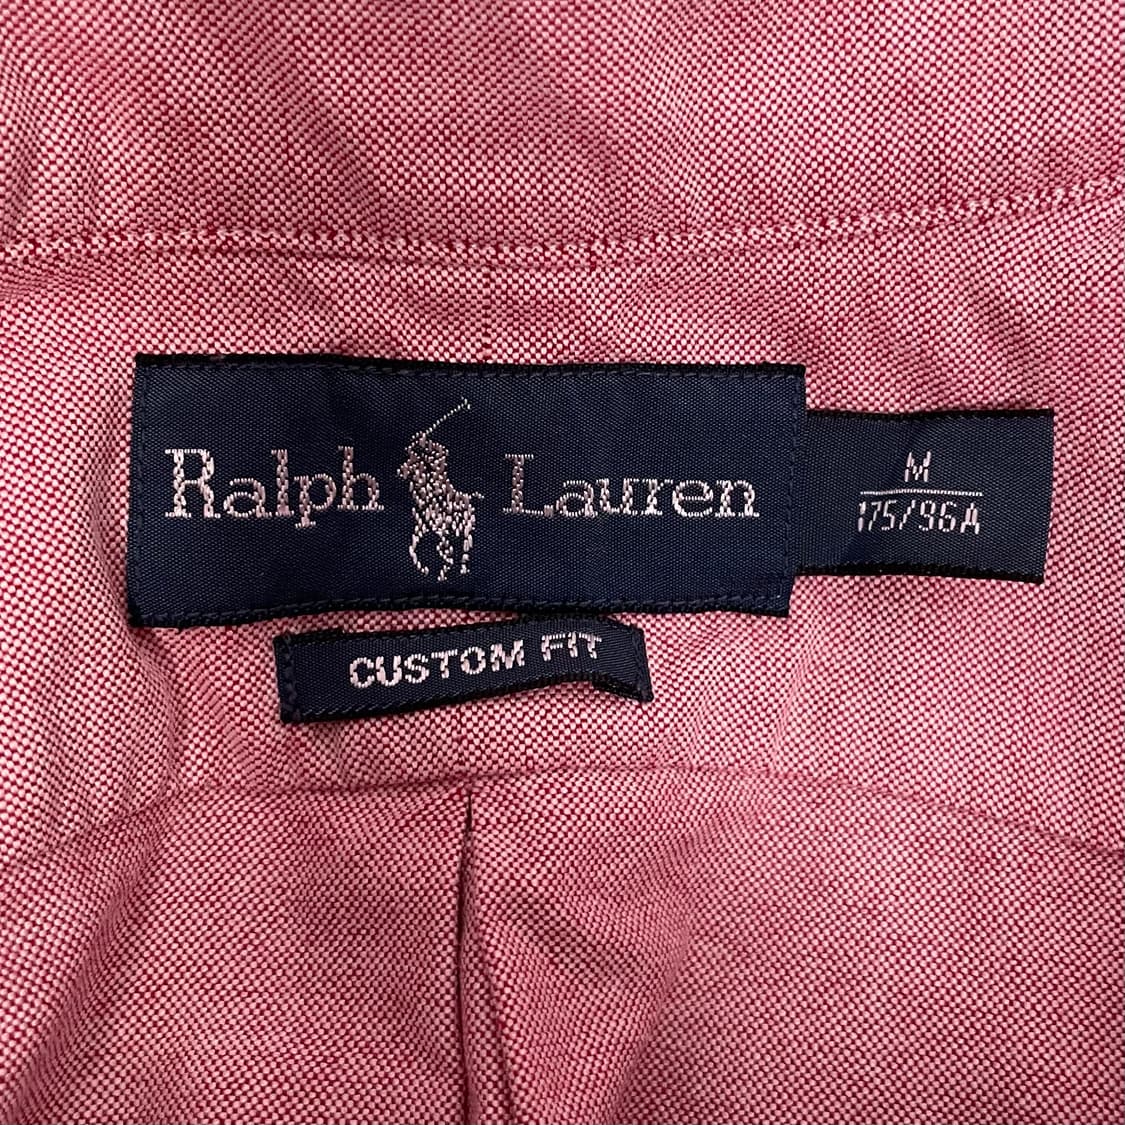 Ralph Lauren
M
175/96A
CUSTOM FIT